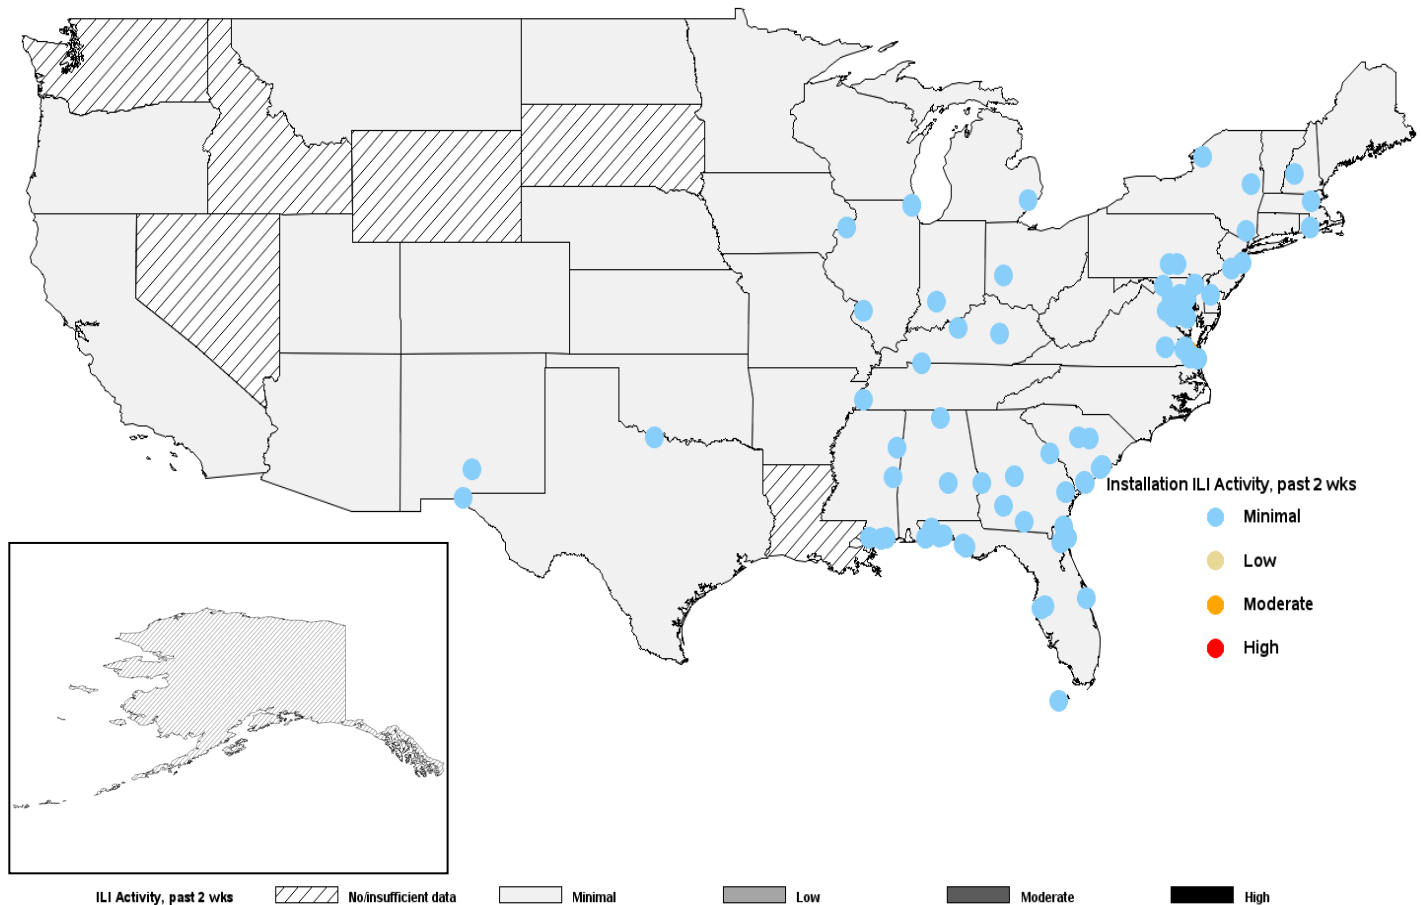 Installation ILI Activity, past 2 wks
Minimal
Low
Moderate
High
ILI Activity, past 2 wks No/insufficient data Minimal Low Moderate High